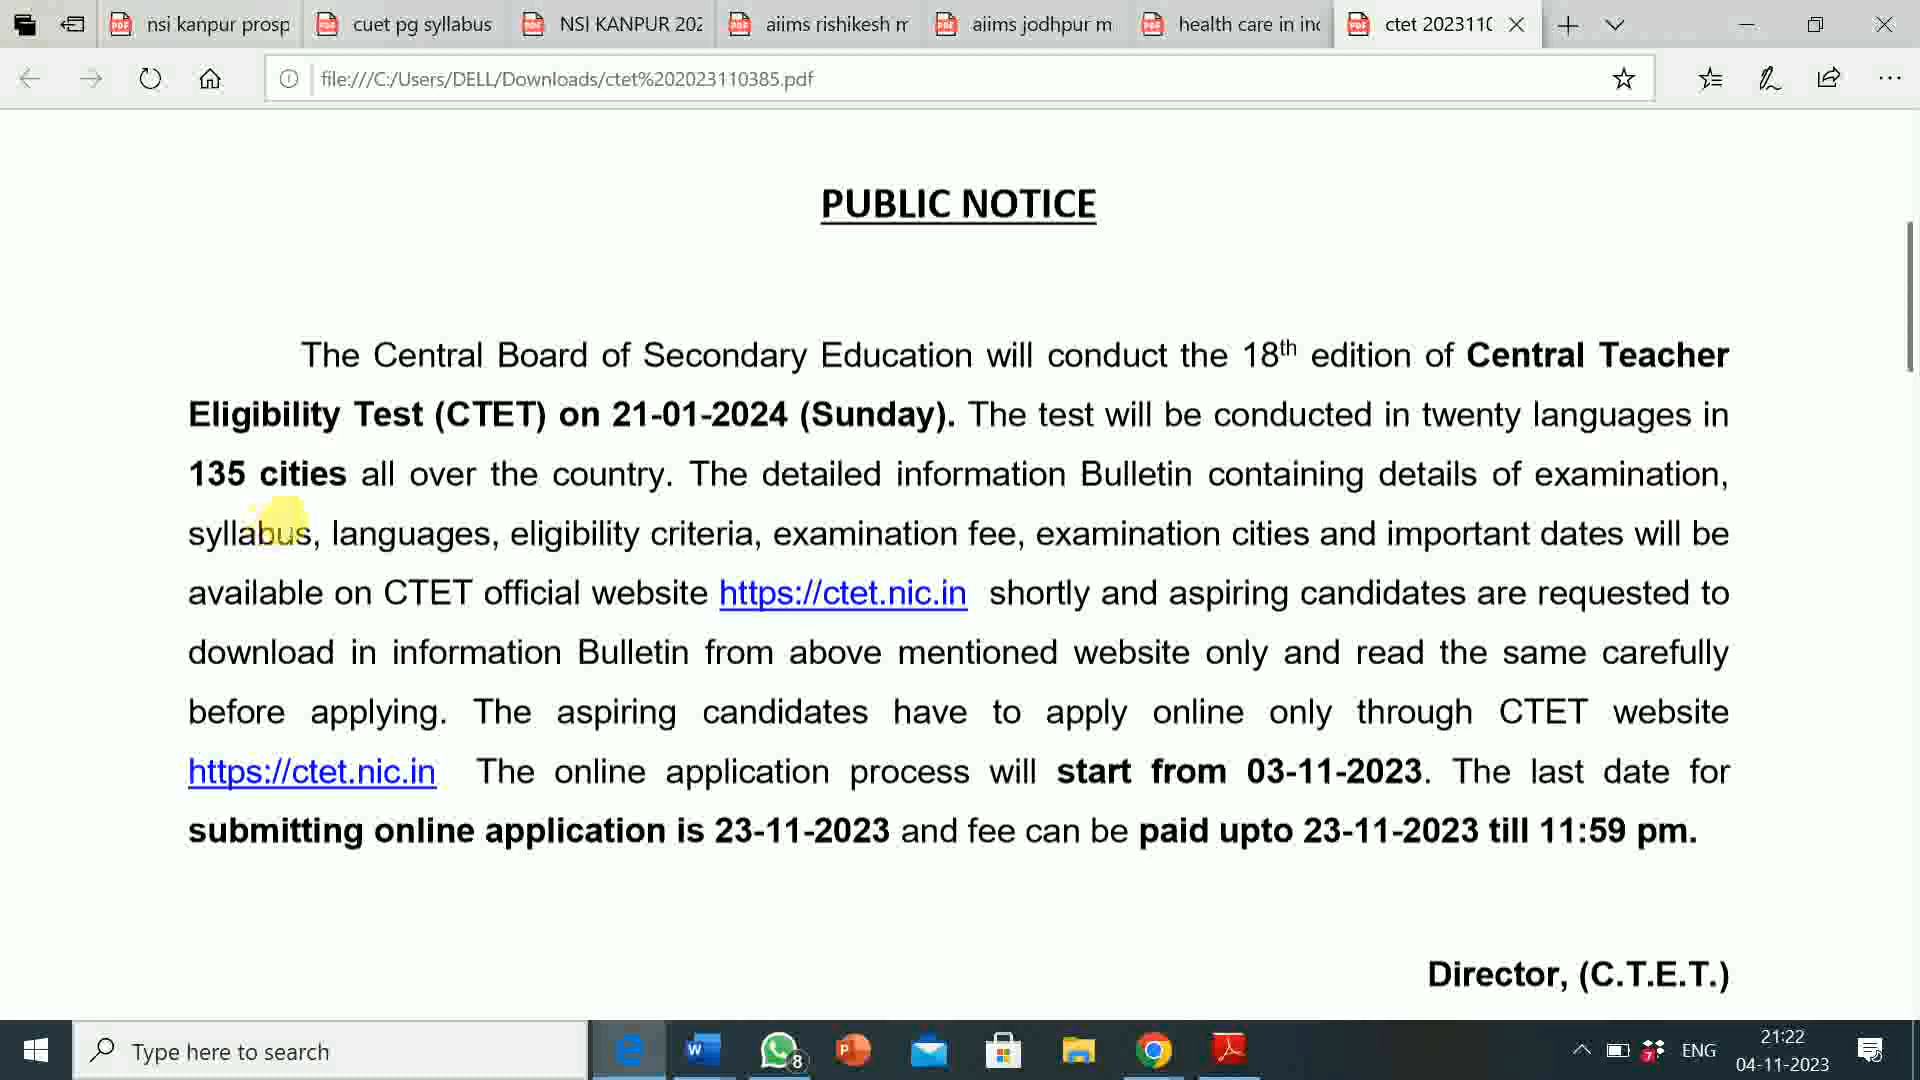 nsi kanpur prosp
cuet pg syllabus
NSI KANPUR 202
aiims rishikesh m
aiims jodhpur m
health care in inc
ctet 2023110
file:///C:/Users/DELL/Downloads/ctet%202023110385.pdf
PUBLIC NOTICE
The Central Board of Secondary Education will conduct the 18th edition of Central Teacher
Eligibility Test (CTET) on 21-01-2024 (Sunday). The test will be conducted in twenty languages in
135 cities all over the country. The detailed information Bulletin containing details of examination,
syllabus, languages, eligibility criteria, examination fee, examination cities and important dates will be
available on CTET official website https://ctet.nic.in shortly and aspiring candidates are requested to
download in information Bulletin from above mentioned website only and read the same carefully
before applying. The aspiring candidates have to apply online only through CTET website
https://ctet.nic.in The online application process will start from 03-11-2023. The last date for
submitting online application is 23-11-2023 and fee can be paid upto 23-11-2023 till 11:59 pm.
Director, (C.T.E.T.)
Type here to search
8
7
ENG
21:22
04-11-2023